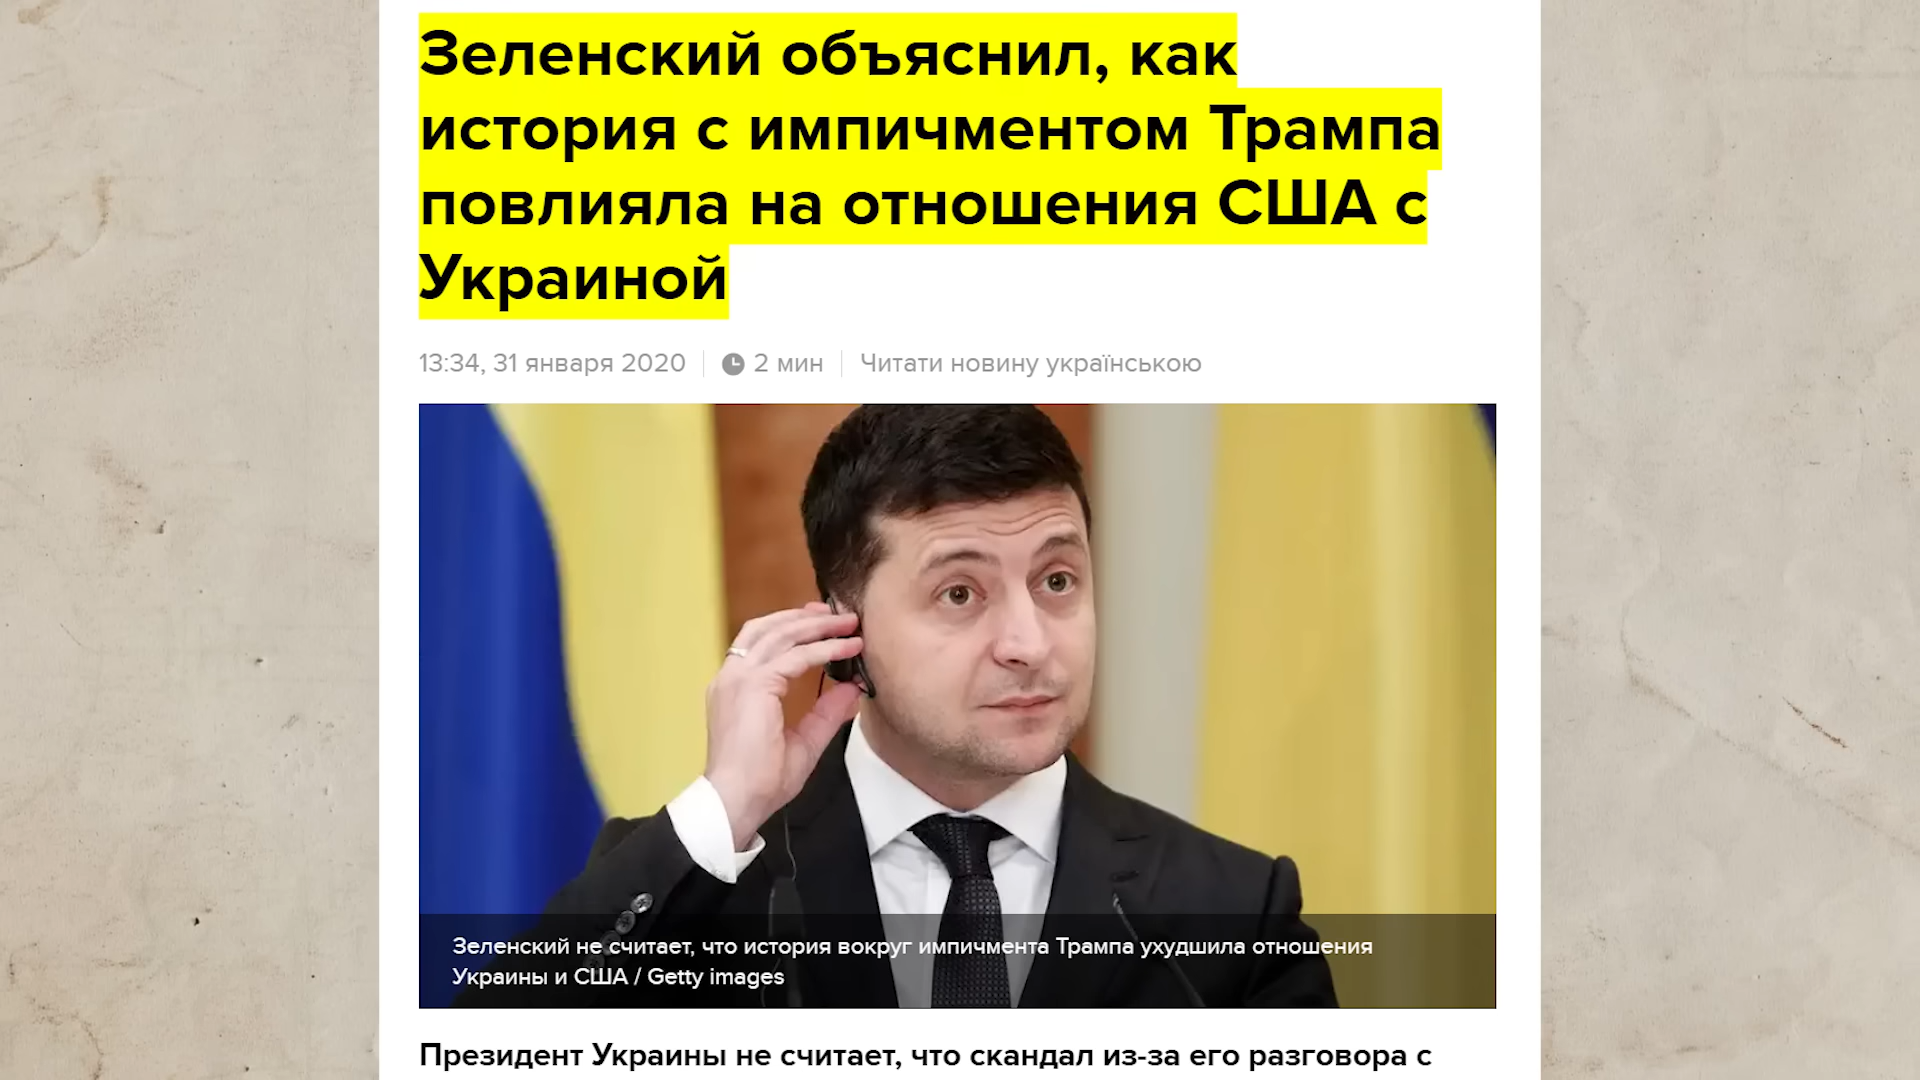 Зеленский объяснил, как
история с импичментом Трампа
повлияла на отношения США с
Украиной
13:34, 31 января 2020 2 мин Читати новину українською
Зеленский не считает, что история вокруг импичмента Трампа ухудшила отношения
Украины и США / Getty images
Президент Украины не считает, что скандал из-за его разговора с